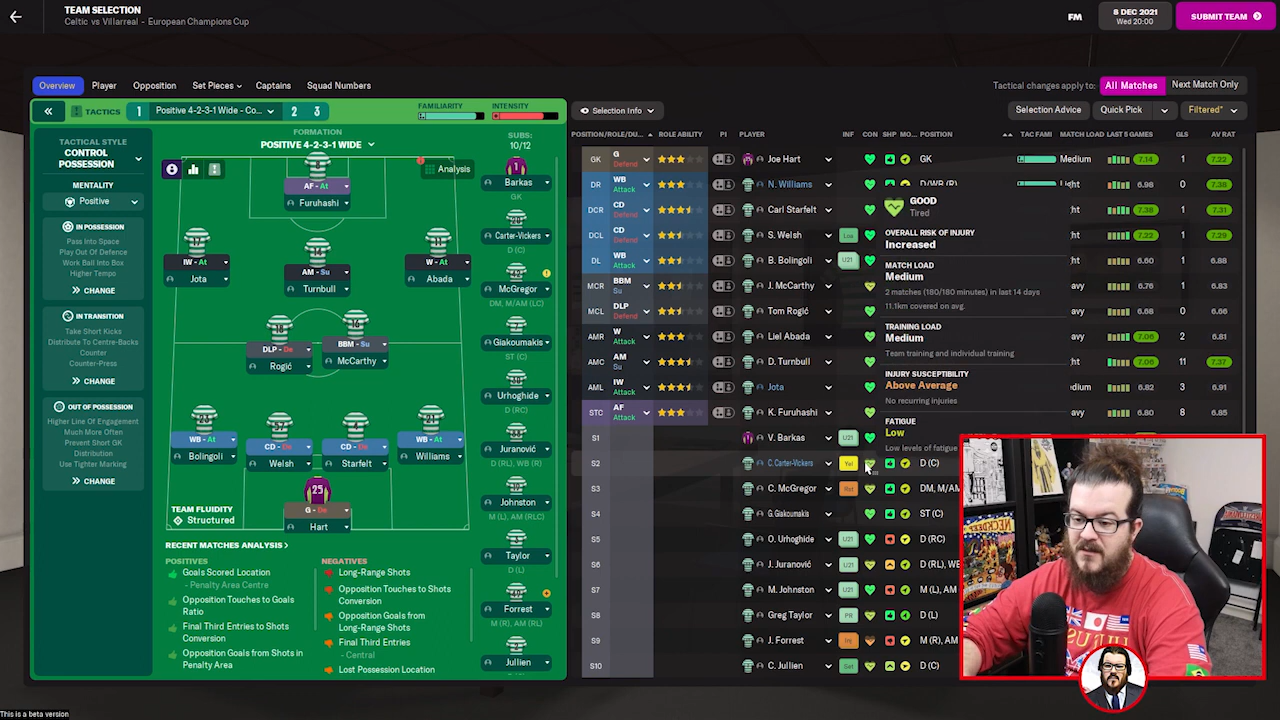 TEAM SELECTION
Celtic vs Villarreal - European Champions Cup
FM
8 DEC 2021
Wed 20:00
SUBMIT TEAM
Overview
Player
Opposition
Set Pieces
Captains
Squad Numbers
Tactical changes apply to:
All Matches
Next Match Only
TACTICS
1
Positive 4-2-3-1 Wide - Co...
2
3
FAMILIARITY
INTENSITY
SUBS:
10/12
Selection Info
Selection Advice
Quick Pick
Filtered*
TACTICAL STYLE
CONTROL
POSSESSION
MENTALITY
Positive
IN POSSESSION
Pass Into Space
Play Out Of Defence
Work Ball Into Box
Higher Tempo
CHANGE
IN TRANSITION
Take Short Kicks
Distribute To Centre-Backs
Counter
Counter-Press
CHANGE
OUT OF POSSESSION
Higher Line Of Engagement
Much More Often
Prevent Short GK
Distribution
Use Tighter Marking
CHANGE
FORMATION
POSITIVE 4-2-3-1 WIDE
Analysis
AF - At
Furuhashi
IW - At
Jota
AM - Su
Turnbull
W - At
Abada
DLP - De
Rogić
BBM - Su
McCarthy
WB - At
Bolingoli
CD - De
Welsh
CD - De
Starfelt
WB - At
Williams
25
G - De
Hart
TEAM FLUIDITY
Structured
RECENT MATCHES ANALYSIS >
POSITIVES
Goals Scored Location
- Penalty Area Centre
Opposition Touches to Goals
Ratio
Final Third Entries to Shots
Conversion
Opposition Goals from Shots in
Penalty Area
NEGATIVES
Long-Range Shots
Opposition Touches to Shots
Conversion
Opposition Goals from
Long-Range Shots
Final Third Entries
- Central
Lost Possession Location
Barkas
GK
Carter-Vickers
D (C)
McGregor
DM, M/AM (LC)
Giakoumakis
ST (C)
Urhoghide
D (RC)
Juranović
D (RL), WB (R)
Johnston
M (L), AM (RLC)
Taylor
D (L)
Forrest
M (R), AM (RL)
Jullien
POSITION/ROLE/DU...
ROLE ABILITY
PI
PLAYER
INF
CON
SHP
MO...
POSITION
TAC FAMI
MATCH LOAD
LAST 5 GAMES
GLS
AV RAT
GK G Defend Joe Hart GK Medium 7.14 1 7.22
DR WB Attack N. Williams D/WB (R) 6.98 0 7.38
DCR CD Defend Carl Starfelt 7.38 1 7.31
DCL CD Defend S. Welsh Loa 7.22 1 7.29
DL WB Attack B. Bolingoli U21 6.60 1 6.88
MCR BBM Su J. McCarthy 6.76 1 6.83
MCL DLP Defend Tom Rogić 6.68 0 6.66
AMR W Attack Liel Abada 7.06 2 6.81
AMC AM Su D. Turnbull 7.06 11 7.37
AML IW Attack Jota 6.82 3 6.91
STC AF Attack K. Furuhashi 6.80 8 6.85
S1 V. Barkas U21
S2 C. Carter-Vickers Yel D (C)
S3 C. McGregor Rst DM, M/AM
S4 G. Giakoumakis ST (C)
S5 O. Urhoghide U21 D (RC)
S6 J. Juranović U21 D (RL), WB
S7 M. Johnston U21 M (L), AM
S8 Greg Taylor PR D (L)
S9 J. Forrest Inj M (R), AM
S10 C. Jullien D (C)
GOOD
Tired
OVERALL RISK OF INJURY
Increased
MATCH LOAD
Medium
2 matches (180/180 minutes) in last 14 days
11.1km covered on avg.
TRAINING LOAD
Medium
Team training and individual training
INJURY SUSCEPTIBILITY
Above Average
No recurring injuries
FATIGUE
Low
Low levels of fatigue
This is a beta version